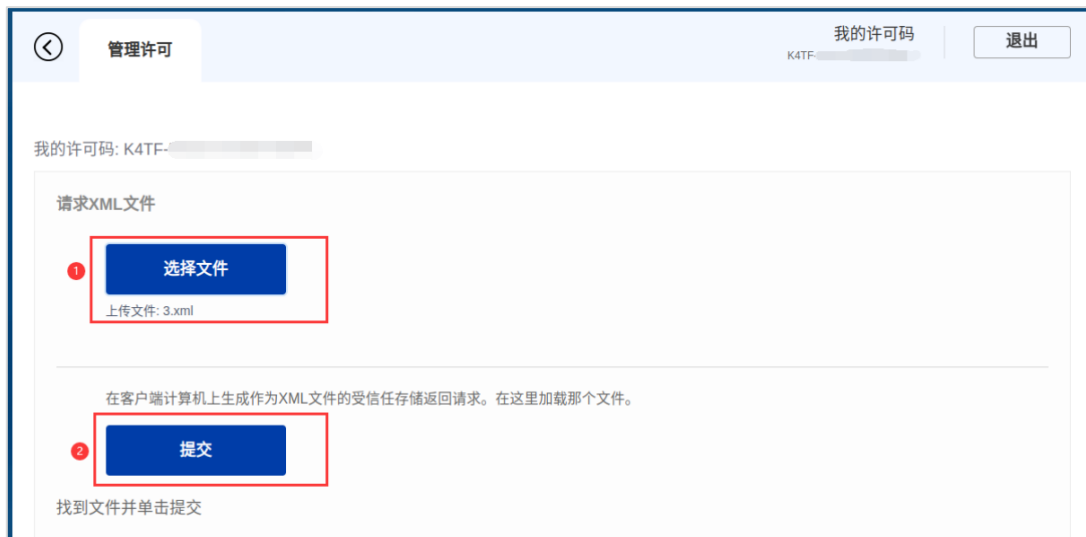 管理许可
我的许可码
K4TF-
退出
我的许可码: K4TF-
请求XML文件
1
选择文件
上传文件: 3.xml
在客户端计算机上生成作为XML文件的受信任存储返回请求。在这里加载那个文件。
2
提交
找到文件并单击提交